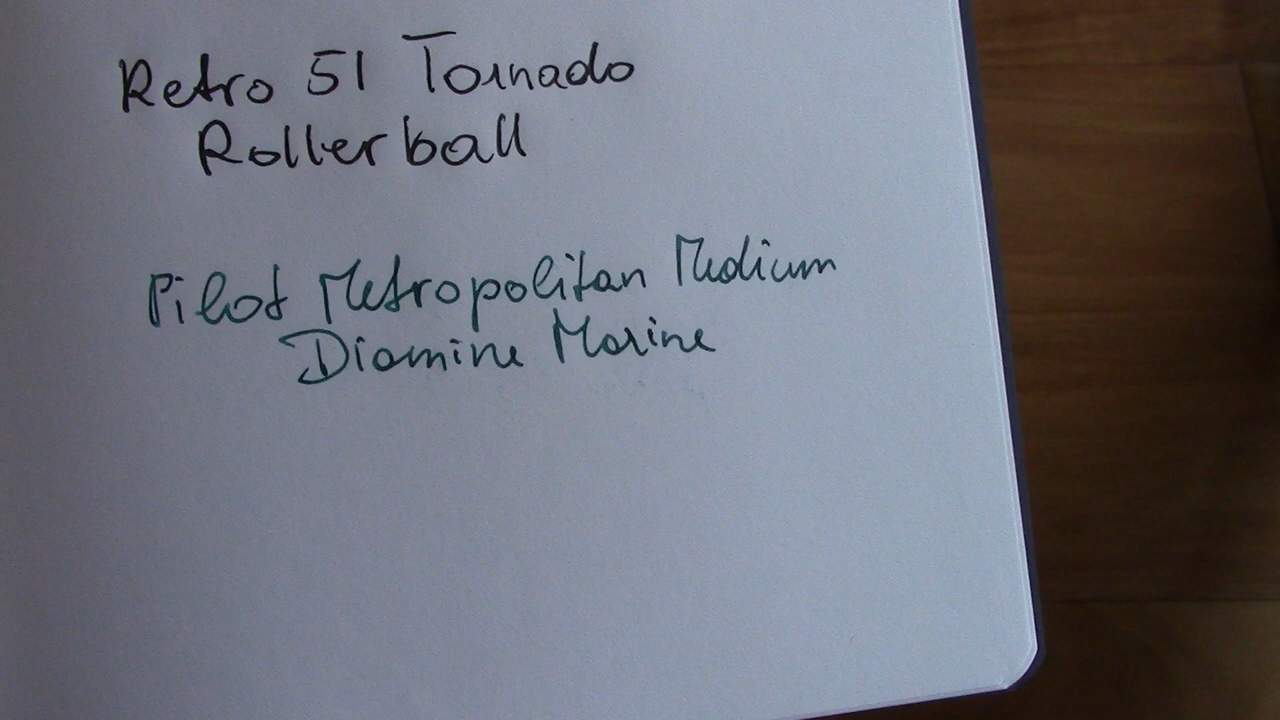 Retro 51 Tornado
Rollerball
Pilot Metropolitan Medium
Diamine Marine